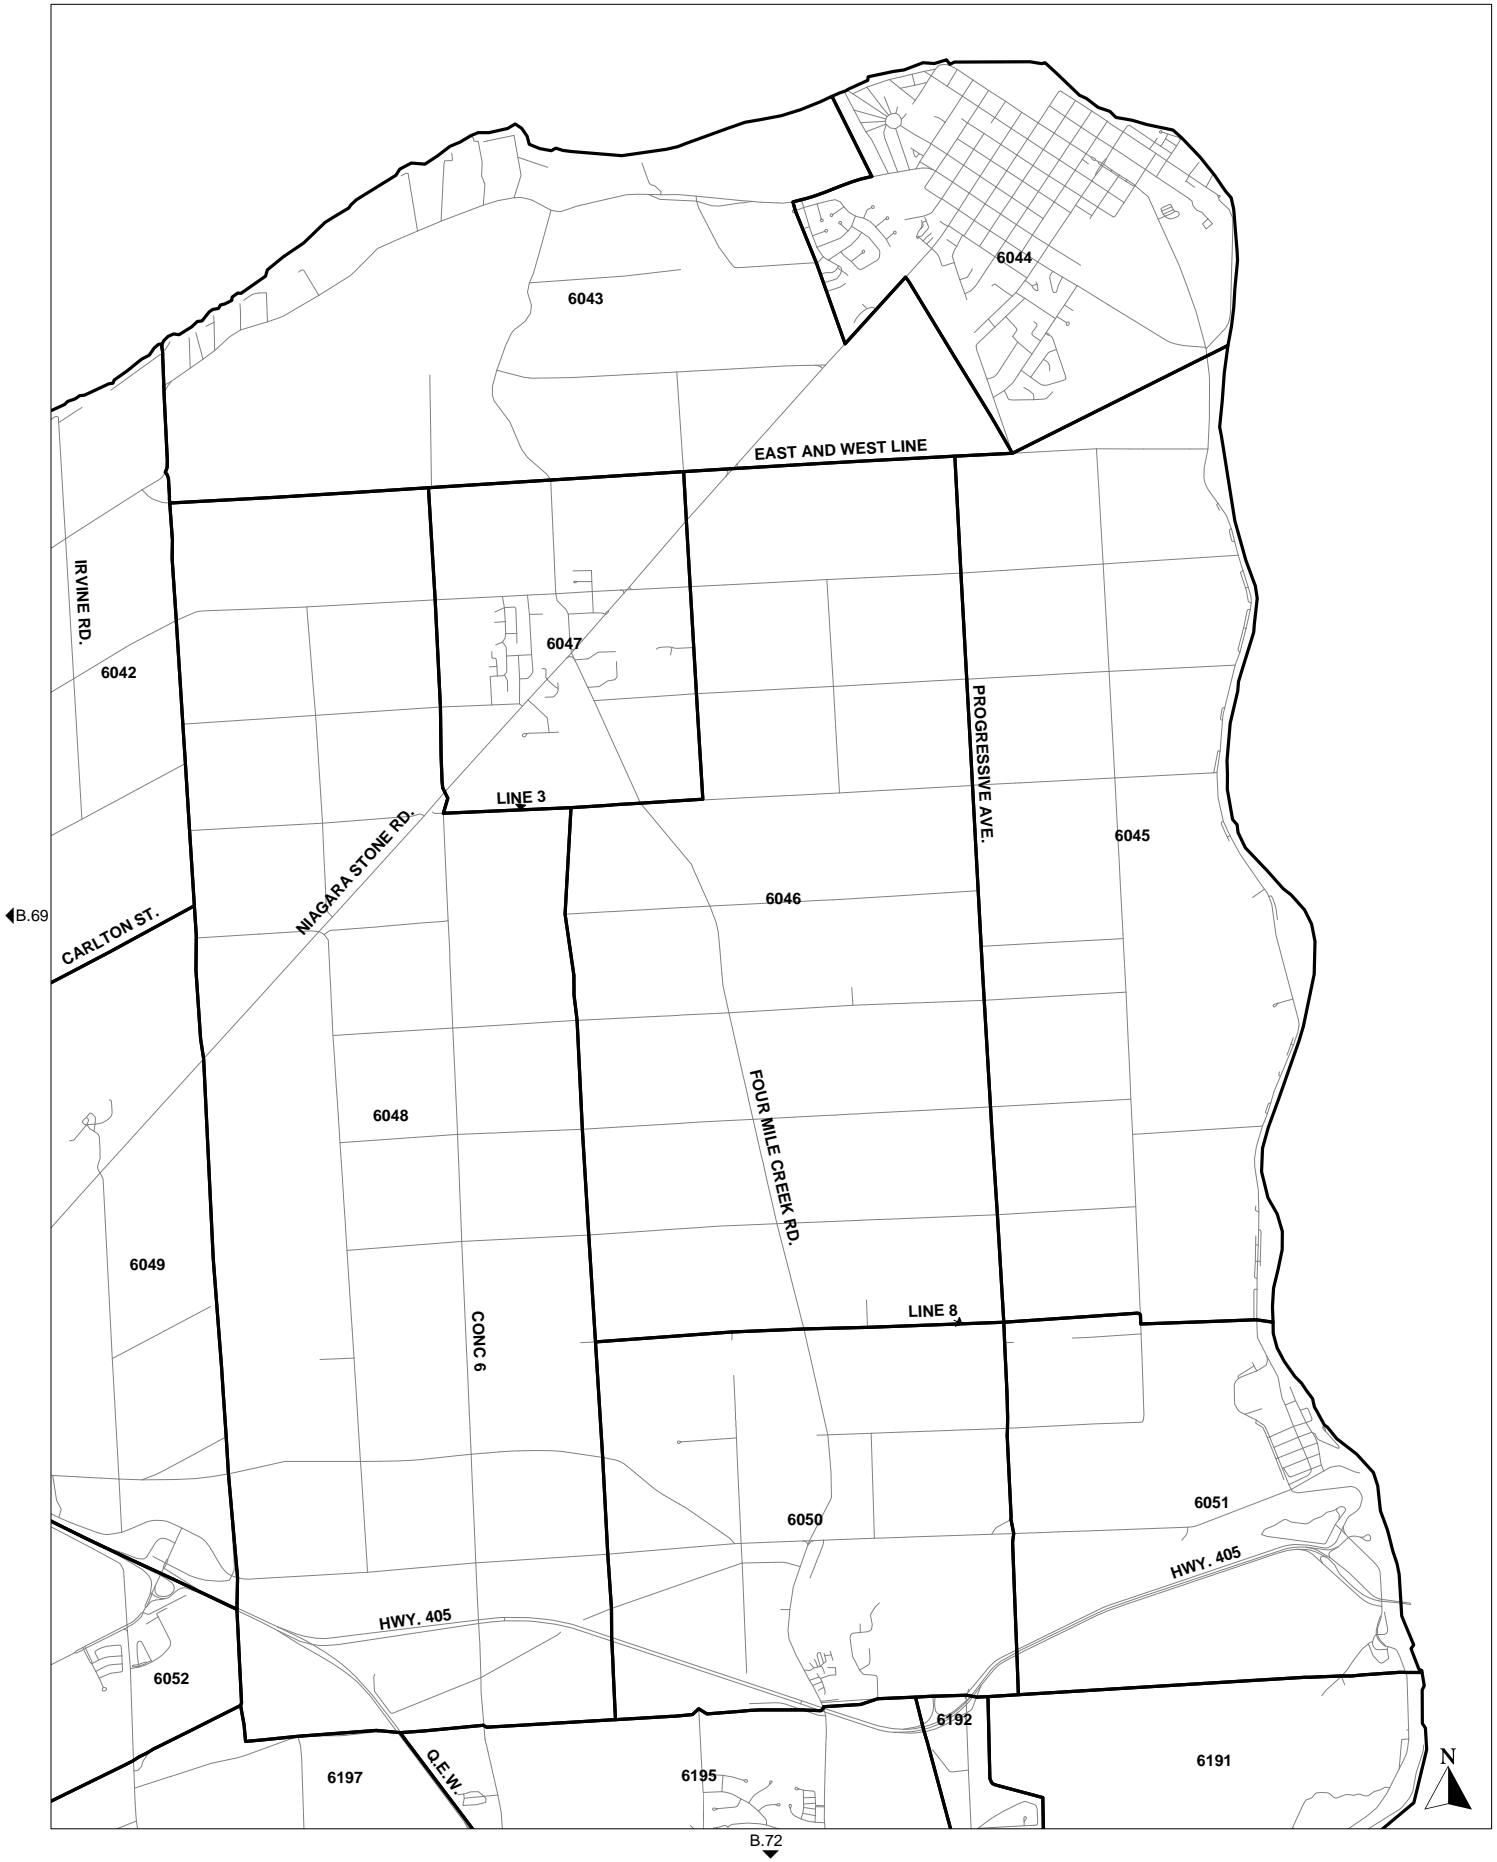 6044
6043
EAST AND WEST LINE
IRVINE RD.
6047
6042
PROGRESSIVE AVE.
LINE 3
NIAGARA STONE RD.
6045
6046
B.69
CARLTON ST.
FOUR MILE CREEK RD.
6048
6049
LINE 8
CONC 6
6051
6050
HWY. 405
HWY. 405
6052
6192
6191
N
Q.E.W.
6197
6195
B.72